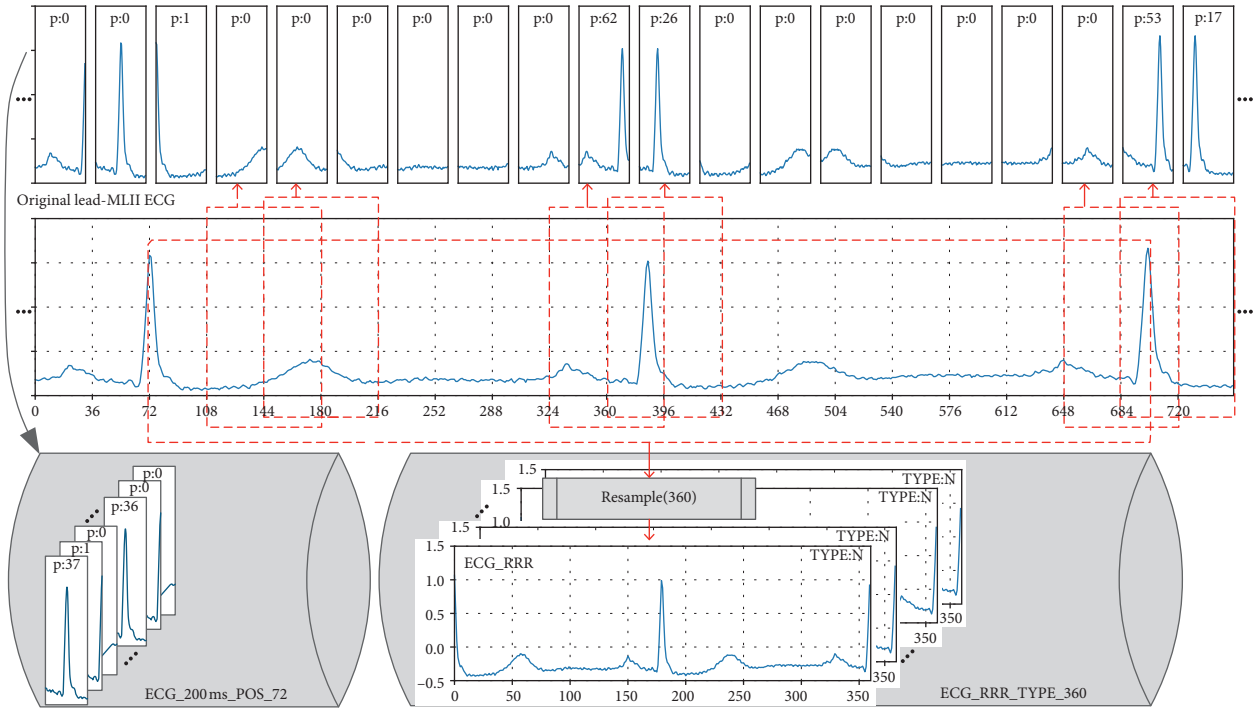 p:0 p:0 p:1 p:0 p:0 p:0 p:0 p:0 p:0 p:62 p:26 p:0 p:0 p:0 p:0 p:0 p:0 p:0 p:53 p:17
Original lead-MLII ECG
0 36 72 108 144 180 216 252 288 324 360 396 432 468 504 540 576 612 648 684 720
p:0
p:0
p:36
p:0
p:1
p:37
ECG_200 ms_POS_72
1.5
TYPE:N
1.5
TYPE:N
Resample(360)
1.0
1.5
TYPE:N
1.5
TYPE:N
ECG_RRR
1.0
0.5
0.0
–0.5
0 50 100 150 200 250 300 350
350
350
350
ECG_RRR_TYPE_360